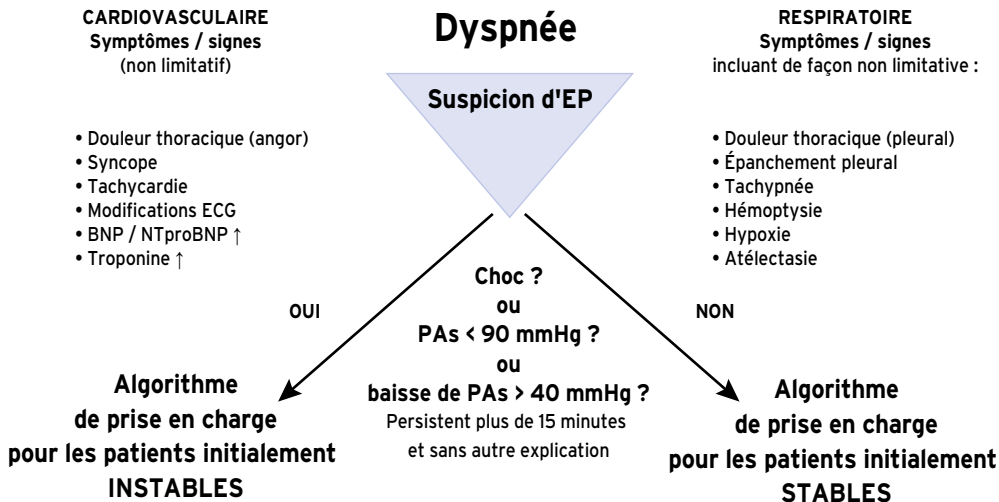 CARDIOVASCULAIRE
Symptômes / signes
(non limitatif)
• Douleur thoracique (angor)
• Syncope
• Tachycardie
• Modifications ECG
• BNP / NTproBNP ↑
• Troponine ↑
Dyspnée
Suspicion d'EP
RESPIRATOIRE
Symptômes / signes
incluant de façon non limitative :
• Douleur thoracique (pleural)
• Épanchement pleural
• Tachypnée
• Hémoptysie
• Hypoxie
• Atélectasie
Choc ?
ou
PAs < 90 mmHg ?
ou
baisse de PAs > 40 mmHg ?
Persistent plus de 15 minutes
et sans autre explication
OUI
NON
Algorithme
de prise en charge
pour les patients initialement
INSTABLES
Algorithme
de prise en charge
pour les patients initialement
STABLES